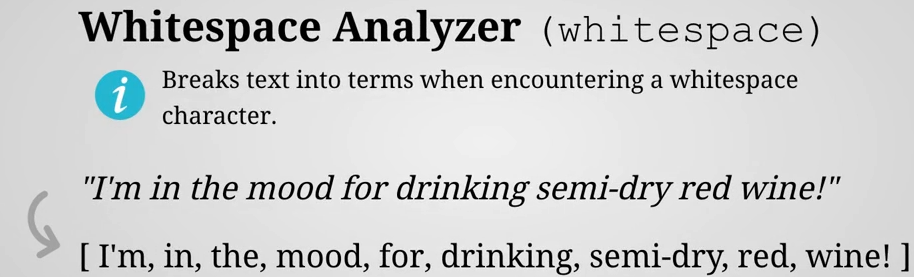 Whitespace Analyzer (whitespace)
i Breaks text into terms when encountering a whitespace
character.
"I'm in the mood for drinking semi-dry red wine!"
[ I'm, in, the, mood, for, drinking, semi-dry, red, wine! ]